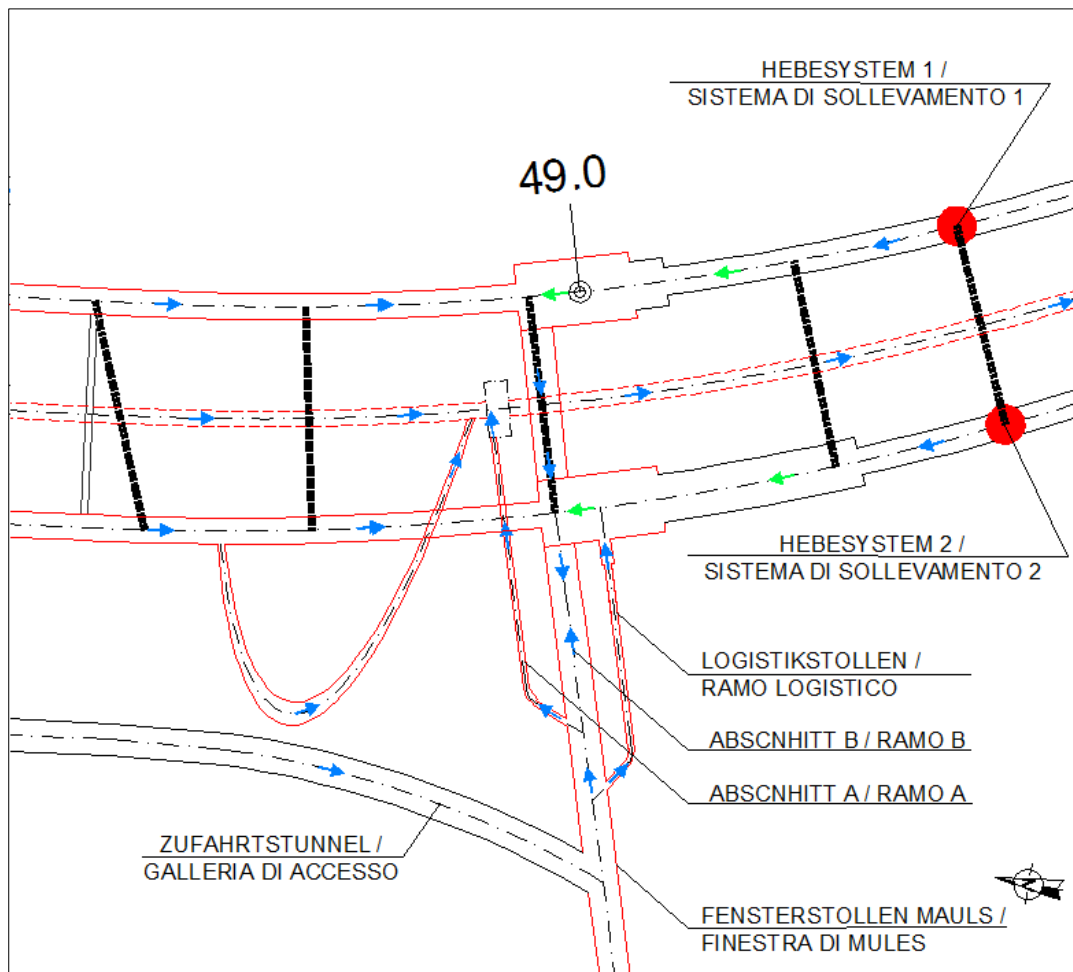 HEBESYSTEM 1 /
SISTEMA DI SOLLEVAMENTO 1
49.0
HEBESYSTEM 2 /
SISTEMA DI SOLLEVAMENTO 2
LOGISTIKSTOLLEN /
RAMO LOGISTICO
ABSCNHITT B / RAMO B
ABSCNHITT A / RAMO A
ZUFAHRTSTUNNEL /
GALLERIA DI ACCESSO
N
FENSTERSTOLLEN MAULS /
FINESTRA DI MULES